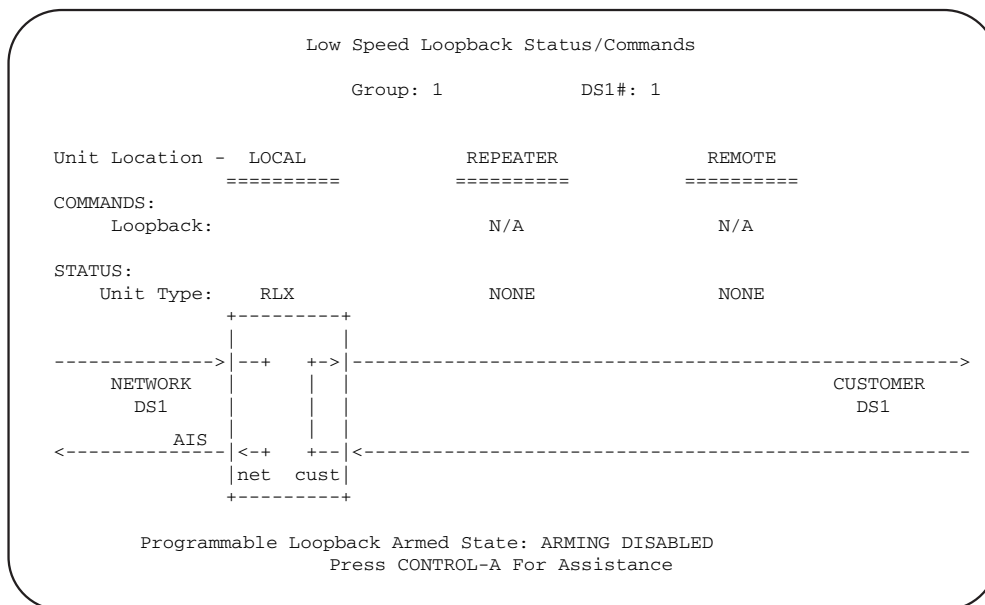 Low Speed Loopback Status/Commands
Group: 1 DS1#: 1
Unit Location - LOCAL REPEATER REMOTE
========== ========== ==========
COMMANDS:
Loopback: N/A N/A
STATUS:
Unit Type: RLX NONE NONE
NETWORK CUSTOMER
DS1 DS1
AIS
net cust
Programmable Loopback Armed State: ARMING DISABLED
Press CONTROL-A For Assistance